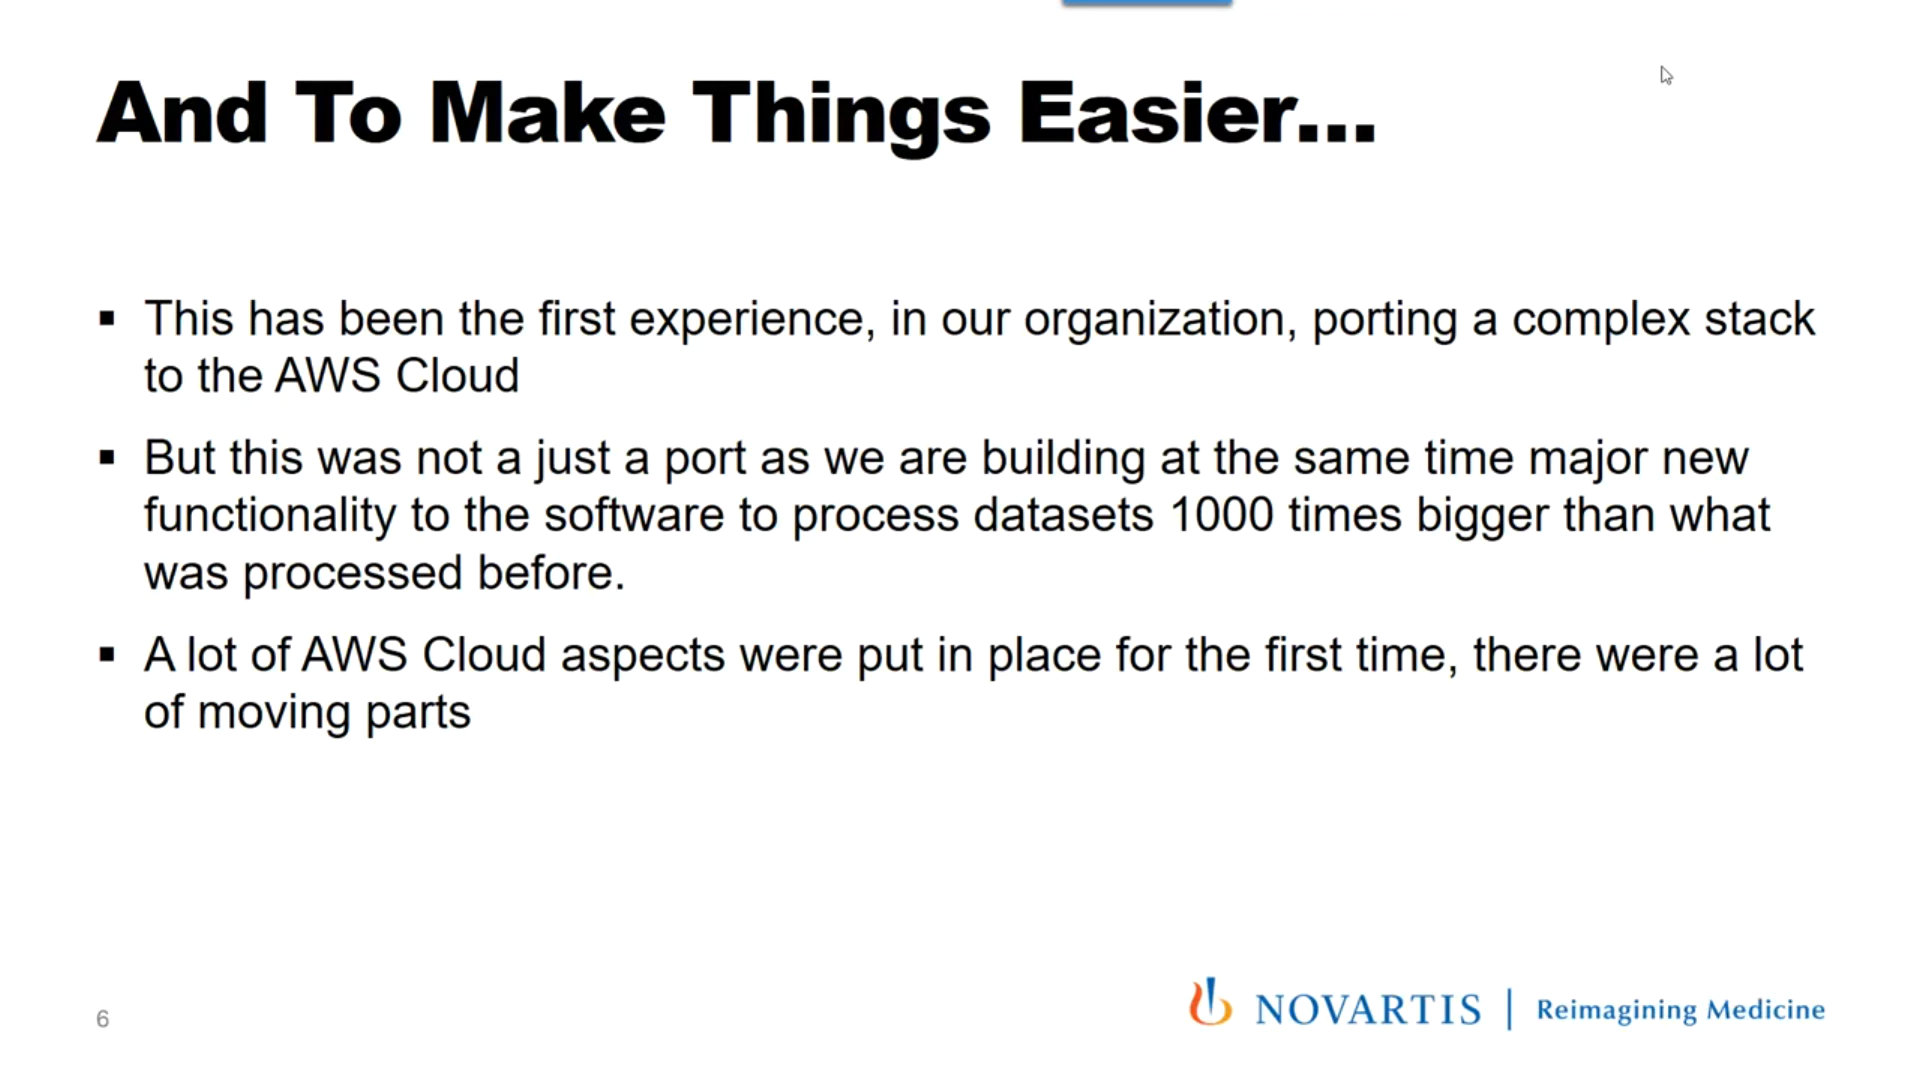 And To Make Things Easier...
▪ This has been the first experience, in our organization, porting a complex stack
to the AWS Cloud
▪ But this was not a just a port as we are building at the same time major new
functionality to the software to process datasets 1000 times bigger than what
was processed before.
▪ A lot of AWS Cloud aspects were put in place for the first time, there were a lot
of moving parts
6
NOVARTIS | Reimagining Medicine